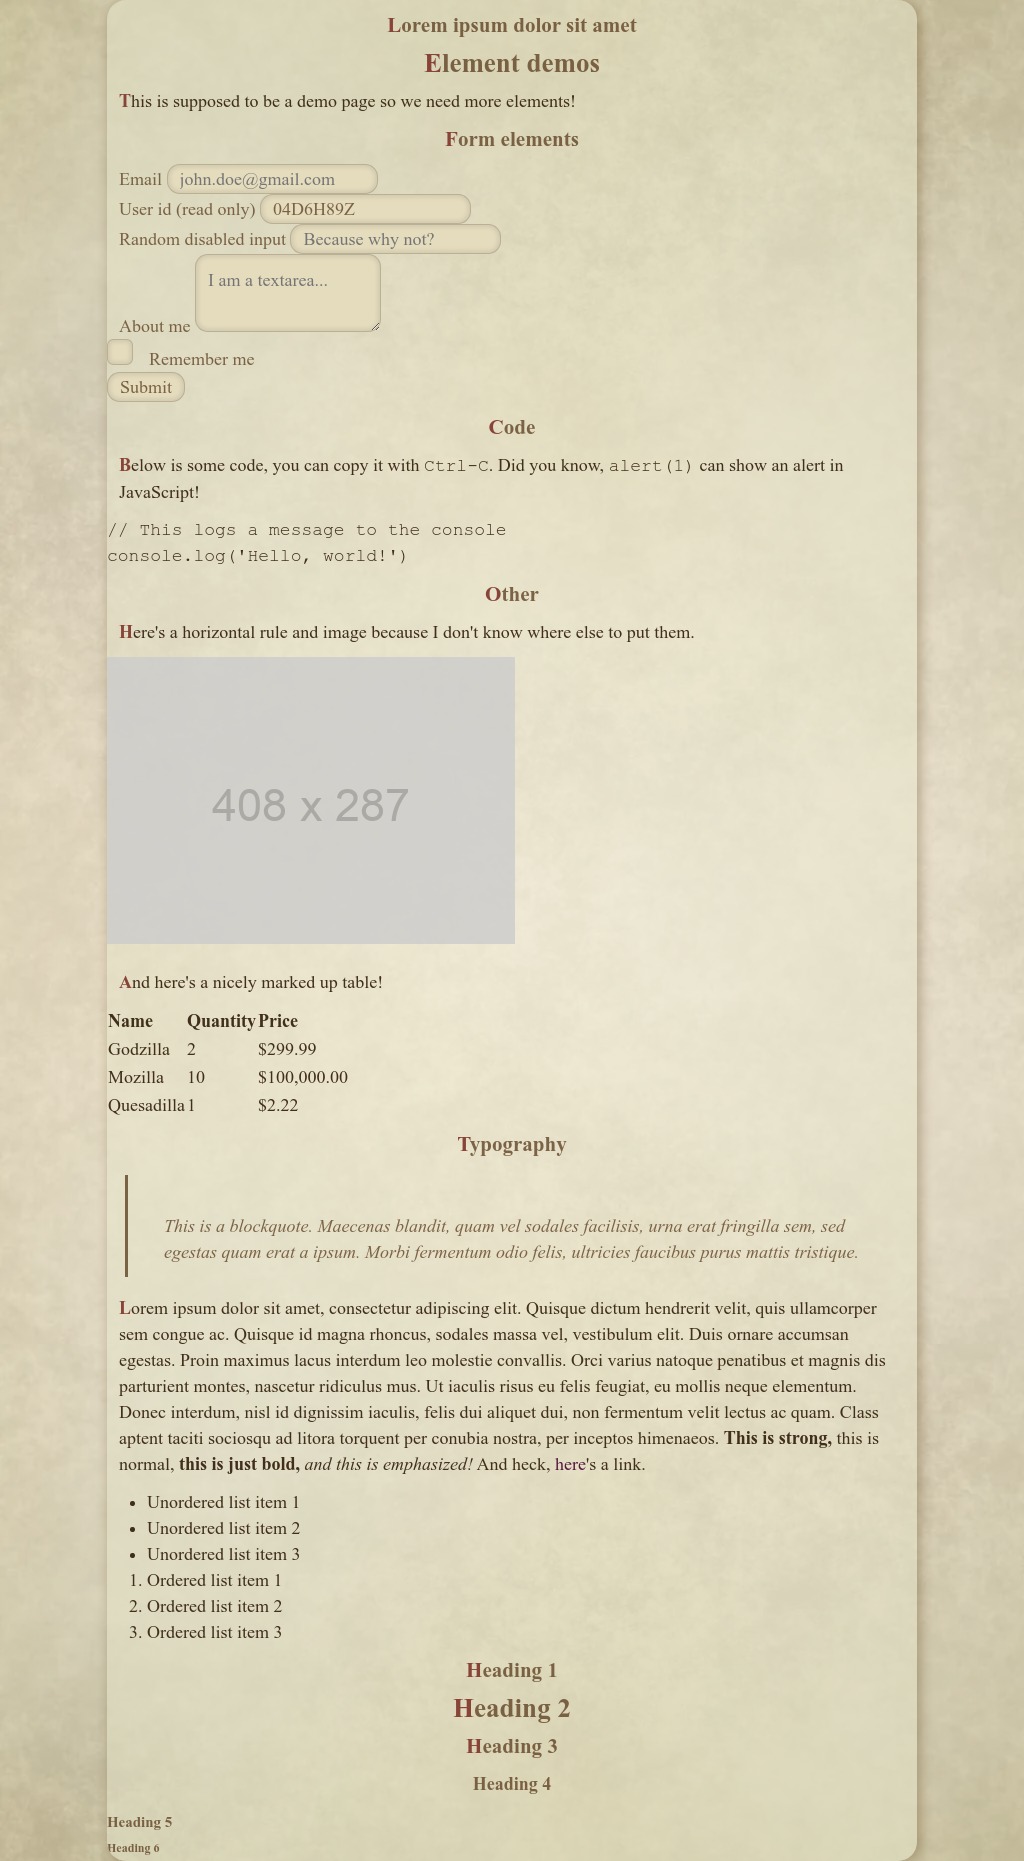 Lorem ipsum dolor sit amet
Element demos
This is supposed to be a demo page so we need more elements!
Form elements
Email john.doe@gmail.com
User id (read only) 04D6H89Z
Random disabled input Because why not?
I am a textarea...
About me
Remember me
Submit
Code
Below is some code, you can copy it with Ctrl-C. Did you know, alert(1) can show an alert in
JavaScript!
// This logs a message to the console
console.log('Hello, world!')
Other
Here's a horizontal rule and image because I don't know where else to put them.
408 x 287
And here's a nicely marked up table!
Name Quantity Price
Godzilla 2 $299.99
Mozilla 10 $100,000.00
Quesadilla 1 $2.22
Typography
This is a blockquote. Maecenas blandit, quam vel sodales facilisis, urna erat fringilla sem, sed
egestas quam erat a ipsum. Morbi fermentum odio felis, ultricies faucibus purus mattis tristique.
Lorem ipsum dolor sit amet, consectetur adipiscing elit. Quisque dictum hendrerit velit, quis ullamcorper
sem congue ac. Quisque id magna rhoncus, sodales massa vel, vestibulum elit. Duis ornare accumsan
egestas. Proin maximus lacus interdum leo molestie convallis. Orci varius natoque penatibus et magnis dis
parturient montes, nascetur ridiculus mus. Ut iaculis risus eu felis feugiat, eu mollis neque elementum.
Donec interdum, nisl id dignissim iaculis, felis dui aliquet dui, non fermentum velit lectus ac quam. Class
aptent taciti sociosqu ad litora torquent per conubia nostra, per inceptos himenaeos. This is strong, this is
normal, this is just bold, and this is emphasized! And heck, here's a link.
• Unordered list item 1
• Unordered list item 2
• Unordered list item 3
1. Ordered list item 1
2. Ordered list item 2
3. Ordered list item 3
Heading 1
Heading 2
Heading 3
Heading 4
Heading 5
Heading 6